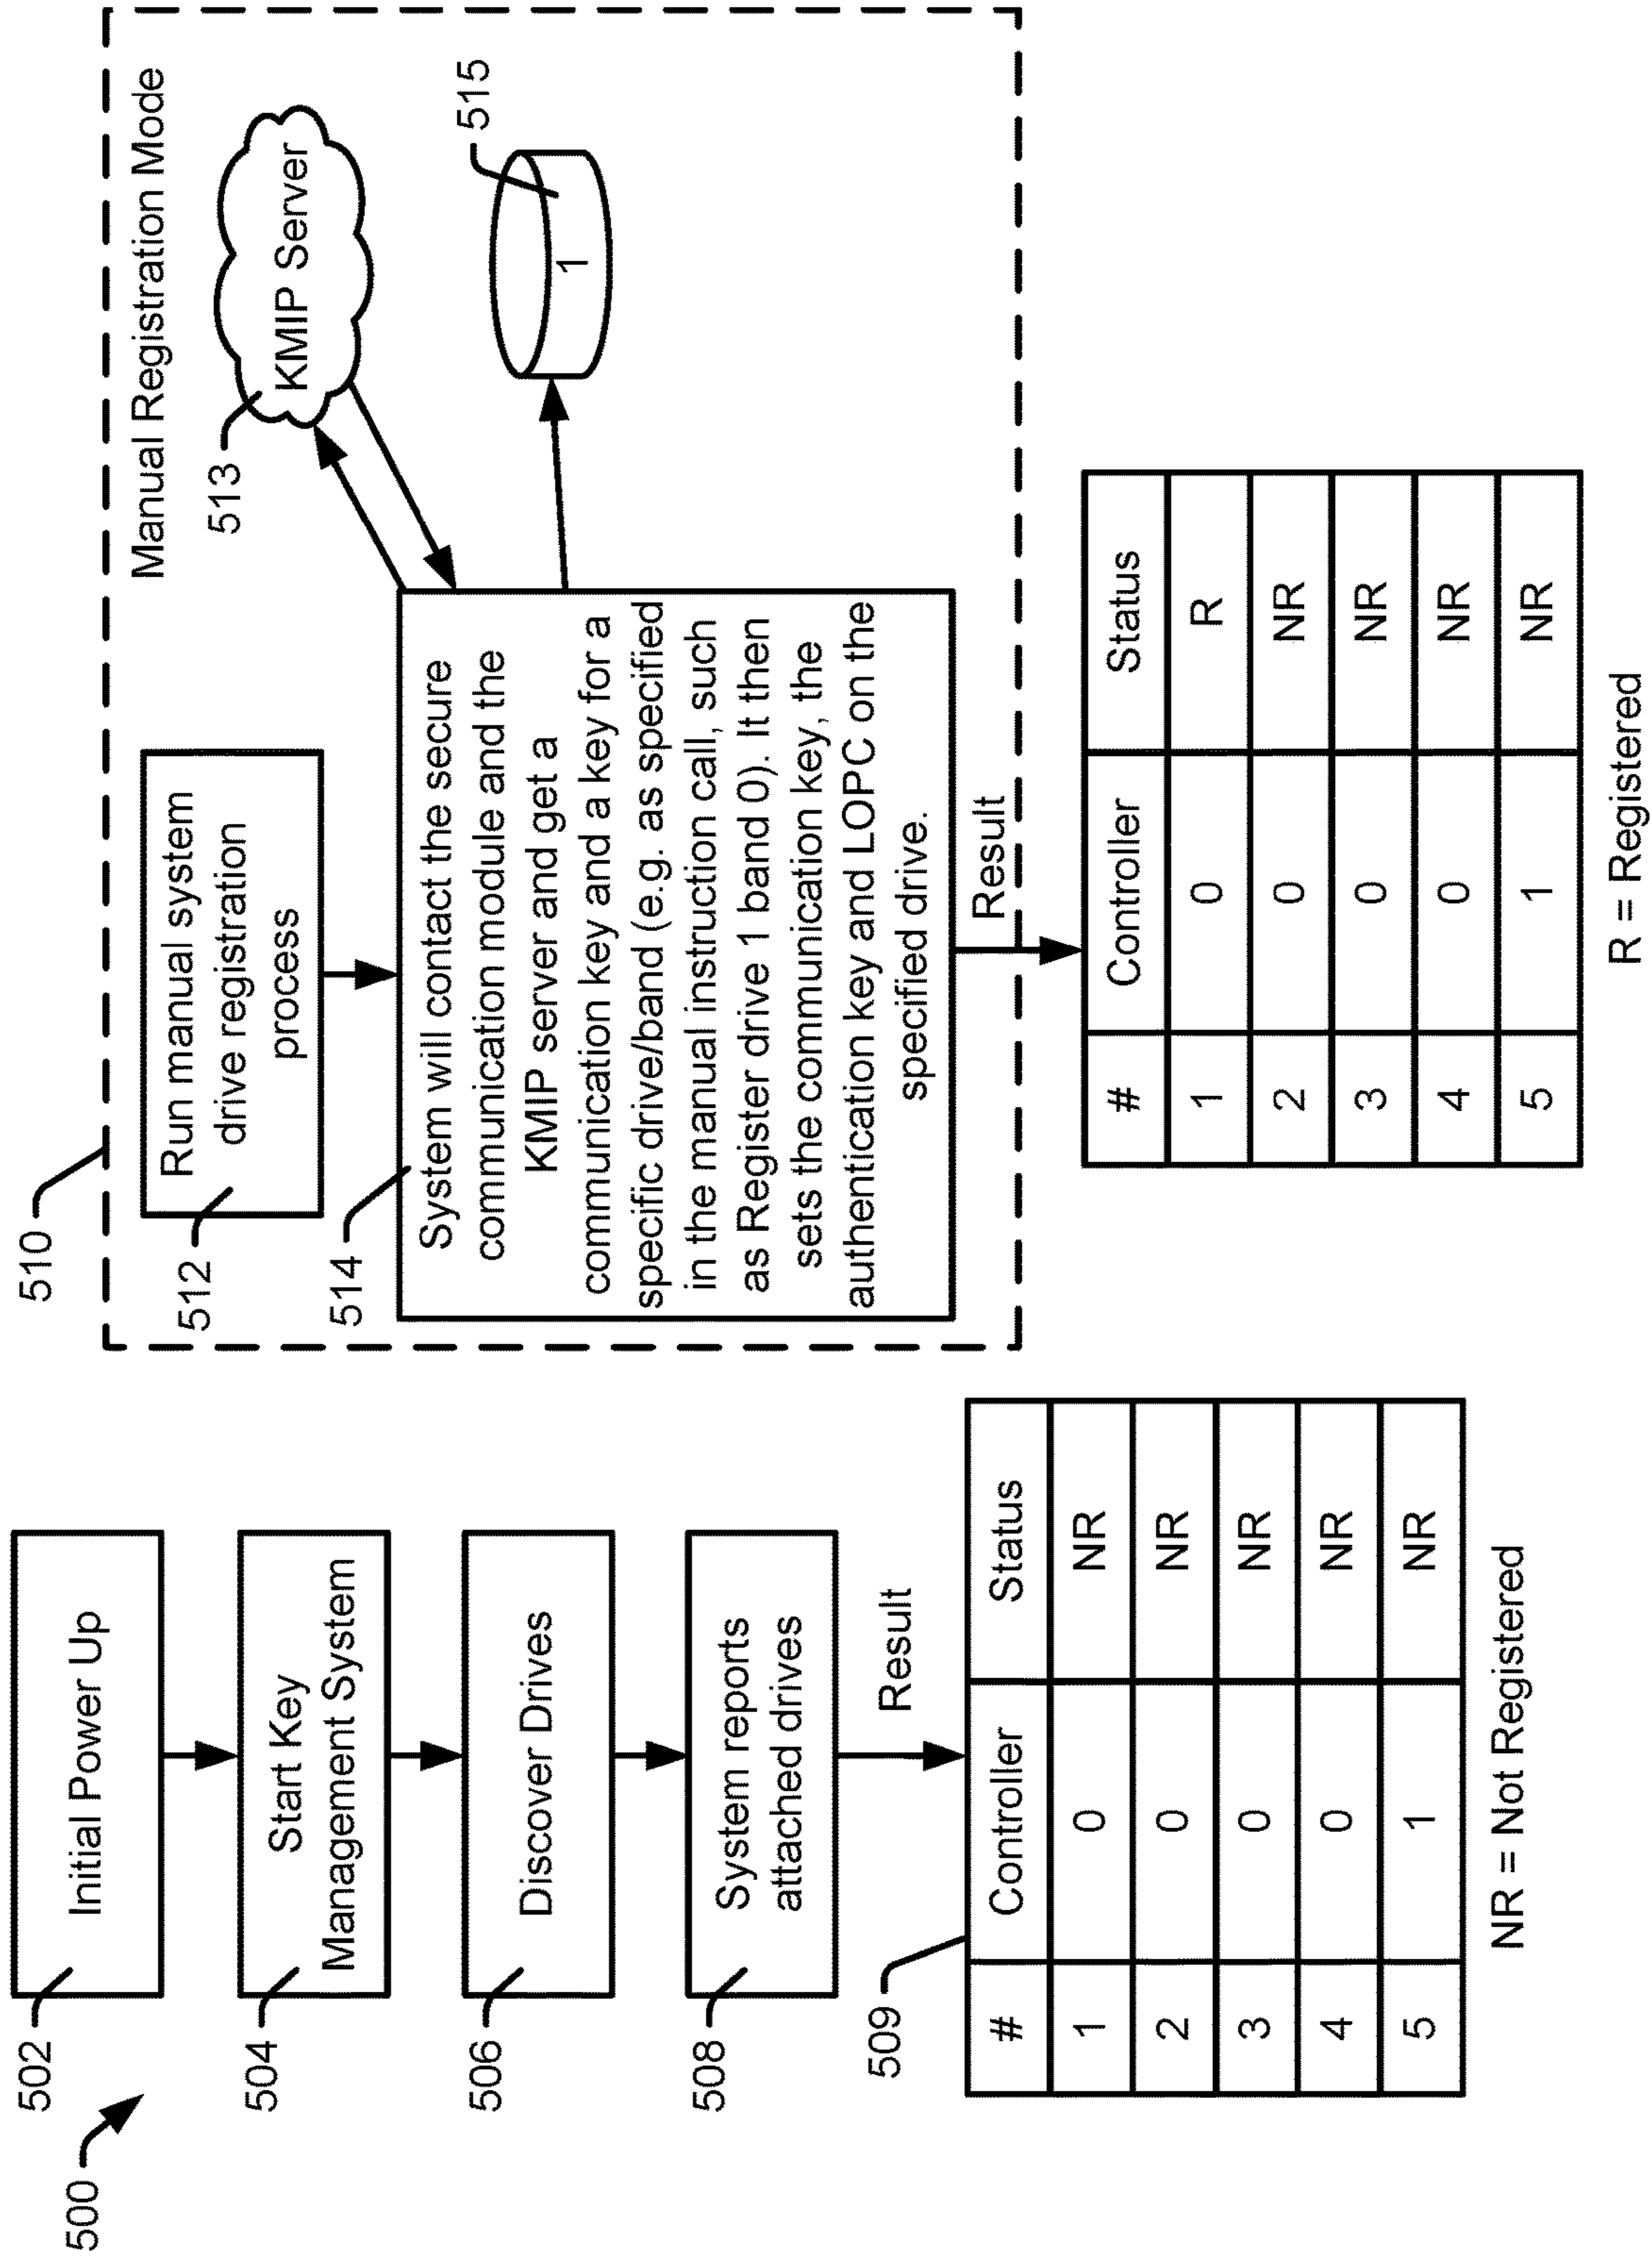 500
502
Initial Power Up
504
Start Key
Management System
506
Discover Drives
508
System reports
attached drives
Result
509
# Controller Status
1 0 NR
2 0 NR
3 0 NR
4 0 NR
5 1 NR
NR = Not Registered
510
Manual Registration Mode
512
Run manual system
drive registration
process
513
KMIP Server
514
System will contact the secure
communication module and the
KMIP server and get a
communication key and a key for a
specific drive/band (e.g. as specified
in the manual instruction call, such
as Register drive 1 band 0). It then
sets the communication key, the
authentication key and LOPC on the
specified drive.
515
1
Result
# Controller Status
1 0 R
2 0 NR
3 0 NR
4 0 NR
5 1 NR
R = Registered